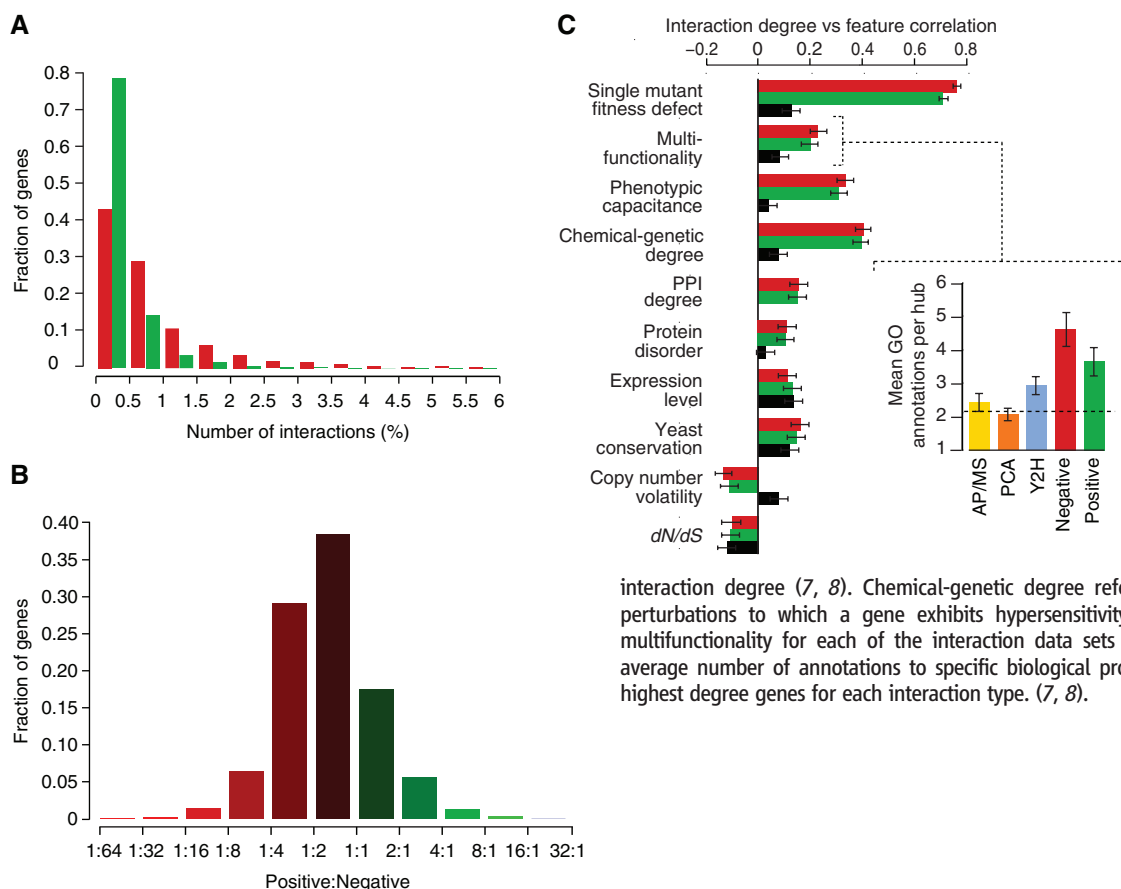 A
0.8
0.7
0.6
0.5
0.4
0.3
0.2
0.1
0
Fraction of genes
0 0.5 1 1.5 2 2.5 3 3.5 4 4.5 5 5.5 6
Number of interactions (%)
B
0.40
0.35
0.30
0.25
0.20
0.15
0.10
0.05
0
Fraction of genes
1:64 1:32 1:16 1:8 1:4 1:2 1:1 2:1 4:1 8:1 16:1 32:1
Positive:Negative
C
Interaction degree vs feature correlation
−0.2 0 0.2 0.4 0.6 0.8
Single mutant
fitness defect
Multi-
functionality
Phenotypic
capacitance
Chemical-genetic
degree
PPI
degree
Protein
disorder
Expression
level
Yeast
conservation
Copy number
volatility
dN/dS
6
5
4
3
2
1
Mean GO
annotations per hub
AP/MS
PCA
Y2H
Negative
Positive
interaction degree (7, 8). Chemical-genetic degree refe
perturbations to which a gene exhibits hypersensitivity
multifunctionality for each of the interaction data sets
average number of annotations to specific biological pro
highest degree genes for each interaction type. (7, 8).